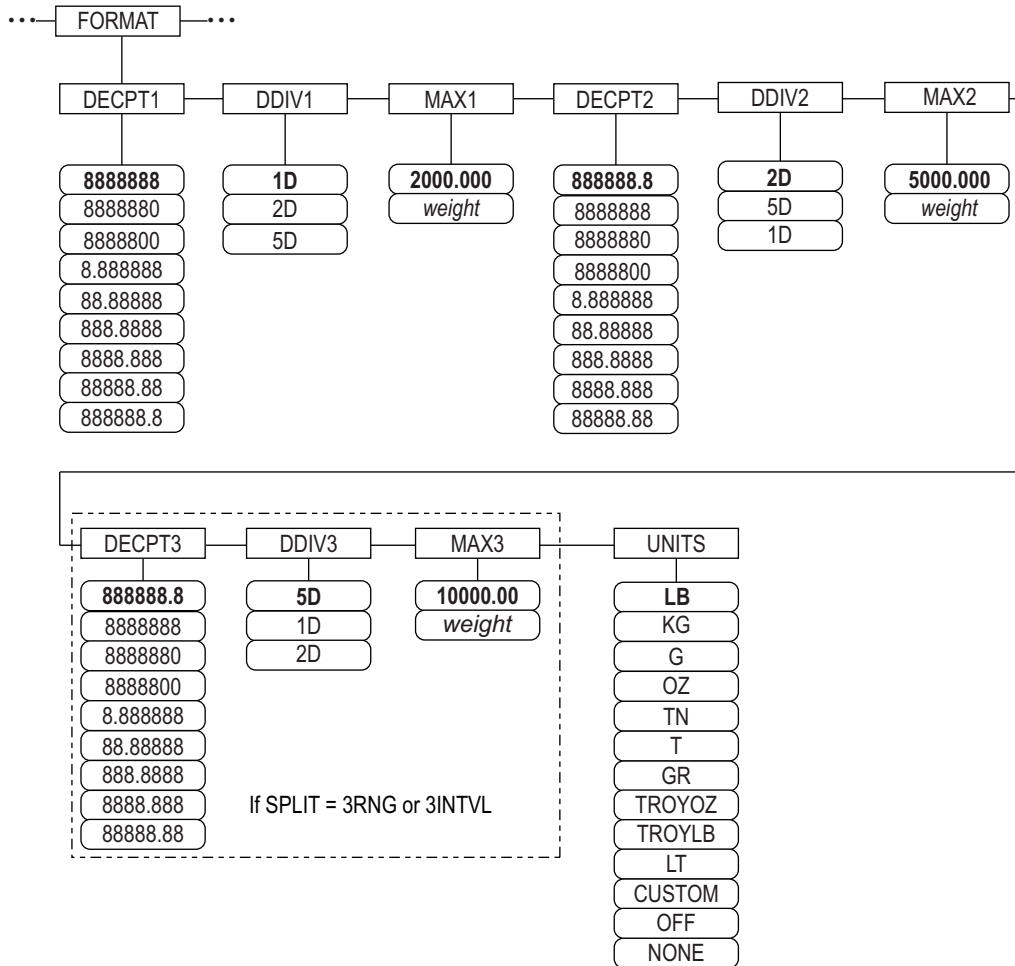 ••• FORMAT •••
DECPT1 DDIV1 MAX1 DECPT2 DDIV2 MAX2
8888888 1D 2000.000 888888.8 2D 5000.000
8888880 2D weight 8888888 5D weight
8888800 5D 8888880 1D
8.888888 8888800
88.88888 8.888888
888.8888 88.88888
8888.888 888.8888
88888.88 8888.888
888888.8 88888.88
DECPT3 DDIV3 MAX3 UNITS
888888.8 5D 10000.00 LB
8888888 1D weight KG
8888880 2D G
8888800 OZ
8.888888 TN
88.88888 T
888.8888 GR
8888.888 If SPLIT = 3RNG or 3INTVL TROYOZ
88888.88 TROYLB
LT
CUSTOM
OFF
NONE